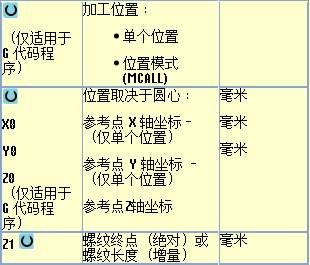 加工位置：
（仅适用于
G 代码程
序）
•单个位置
•位置模式
(MCALL)
位置取决于圆心：
毫米
X0
参考点 X 轴坐标 -
（仅单个位置）
毫米
Y0
参考点 Y 轴坐标 -
（仅单个位置）
毫米
Z0
（仅适用于
G 代码程
序）
参考点Z轴坐标
Z1
螺纹终点（绝对）或
螺纹长度（增量）
毫米